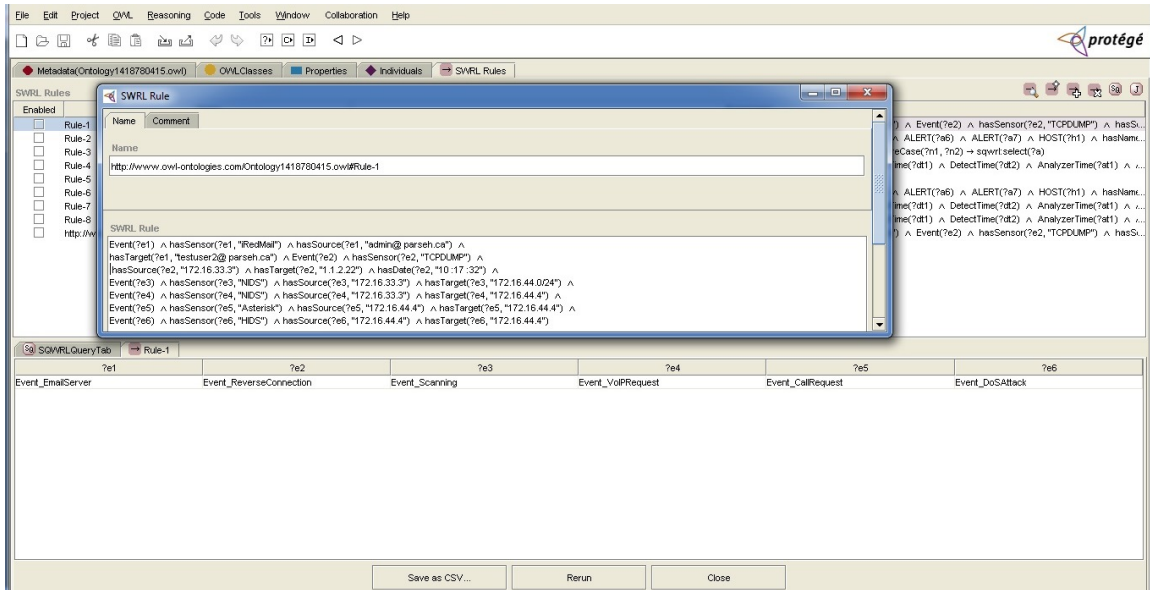 File Edit Project OWL Reasoning Code Tools Window Collaboration Help
protégé
Metadata(Ontology1418780415.owl) OWLClasses Properties Individuals SWRL Rules
SWRL Rules
Enabled
SWRL Rule
Name Comment
Name
http://www.owl-ontologies.com/Ontology1418780415.owl#Rule-1
SWRL Rule
Event(?e1) ∧ hasSensor(?e1, "iRedMail") ∧ hasSource(?e1, "admin@ parseh.ca") ∧
hasTarget(?e1, "testuser2@ parseh.ca") ∧ Event(?e2) ∧ hasSensor(?e2, "TCPDUMP") ∧
hasSource(?e2, "172.16.33.3") ∧ hasTarget(?e2, "1.1.2.22") ∧ hasDate(?e2, "10 :17 :32") ∧
Event(?e3) ∧ hasSensor(?e3, "NIDS") ∧ hasSource(?e3, "172.16.33.3") ∧ hasTarget(?e3, "172.16.44.0/24") ∧
Event(?e4) ∧ hasSensor(?e4, "NIDS") ∧ hasSource(?e4, "172.16.33.3") ∧ hasTarget(?e4, "172.16.44.4") ∧
Event(?e5) ∧ hasSensor(?e5, "Asterisk") ∧ hasSource(?e5, "172.16.44.4") ∧ hasTarget(?e5, "172.16.44.4") ∧
Event(?e6) ∧ hasSensor(?e6, "HIDS") ∧ hasSource(?e6, "172.16.44.4") ∧ hasTarget(?e6, "172.16.44.4")
Rule-1 ") ∧ Event(?e2) ∧ hasSensor(?e2, "TCPDUMP") ∧ hasS...
Rule-2 ∧ ALERT(?a6) ∧ ALERT(?a7) ∧ HOST(?h1) ∧ hasName...
Rule-3 eCase(?n1, ?n2) → sqwrl:select(?a)
Rule-4 ime(?dt1) ∧ DetectTime(?dt2) ∧ AnalyzerTime(?at1) ∧
Rule-5
Rule-6 ∧ ALERT(?a6) ∧ ALERT(?a7) ∧ HOST(?h1) ∧ hasName...
Rule-7 ime(?dt1) ∧ DetectTime(?dt2) ∧ AnalyzerTime(?at1) ∧
Rule-8 ime(?dt1) ∧ DetectTime(?dt2) ∧ AnalyzerTime(?at1) ∧
http://w ") ∧ Event(?e2) ∧ hasSensor(?e2, "TCPDUMP") ∧ hasS...
SQWRLQueryTab Rule-1
?e1 ?e2 ?e3 ?e4 ?e5 ?e6
Event_EmailServer Event_ReverseConnection Event_Scanning Event_VoIPRequest Event_CallRequest Event_DoSAttack
Save as CSV... Rerun Close